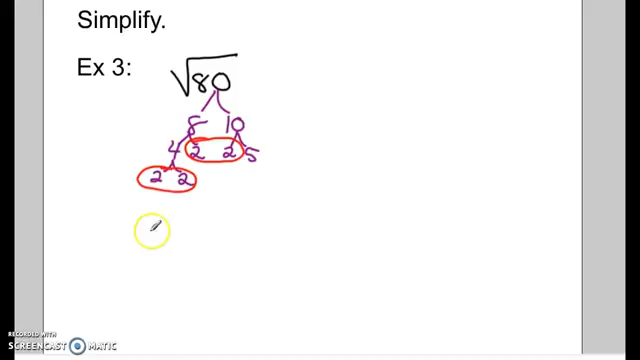 Simplify.
Ex 3: √80
8 10
4 2 2 5
2 2
RECORDED WITH
SCREENCAST MATIC